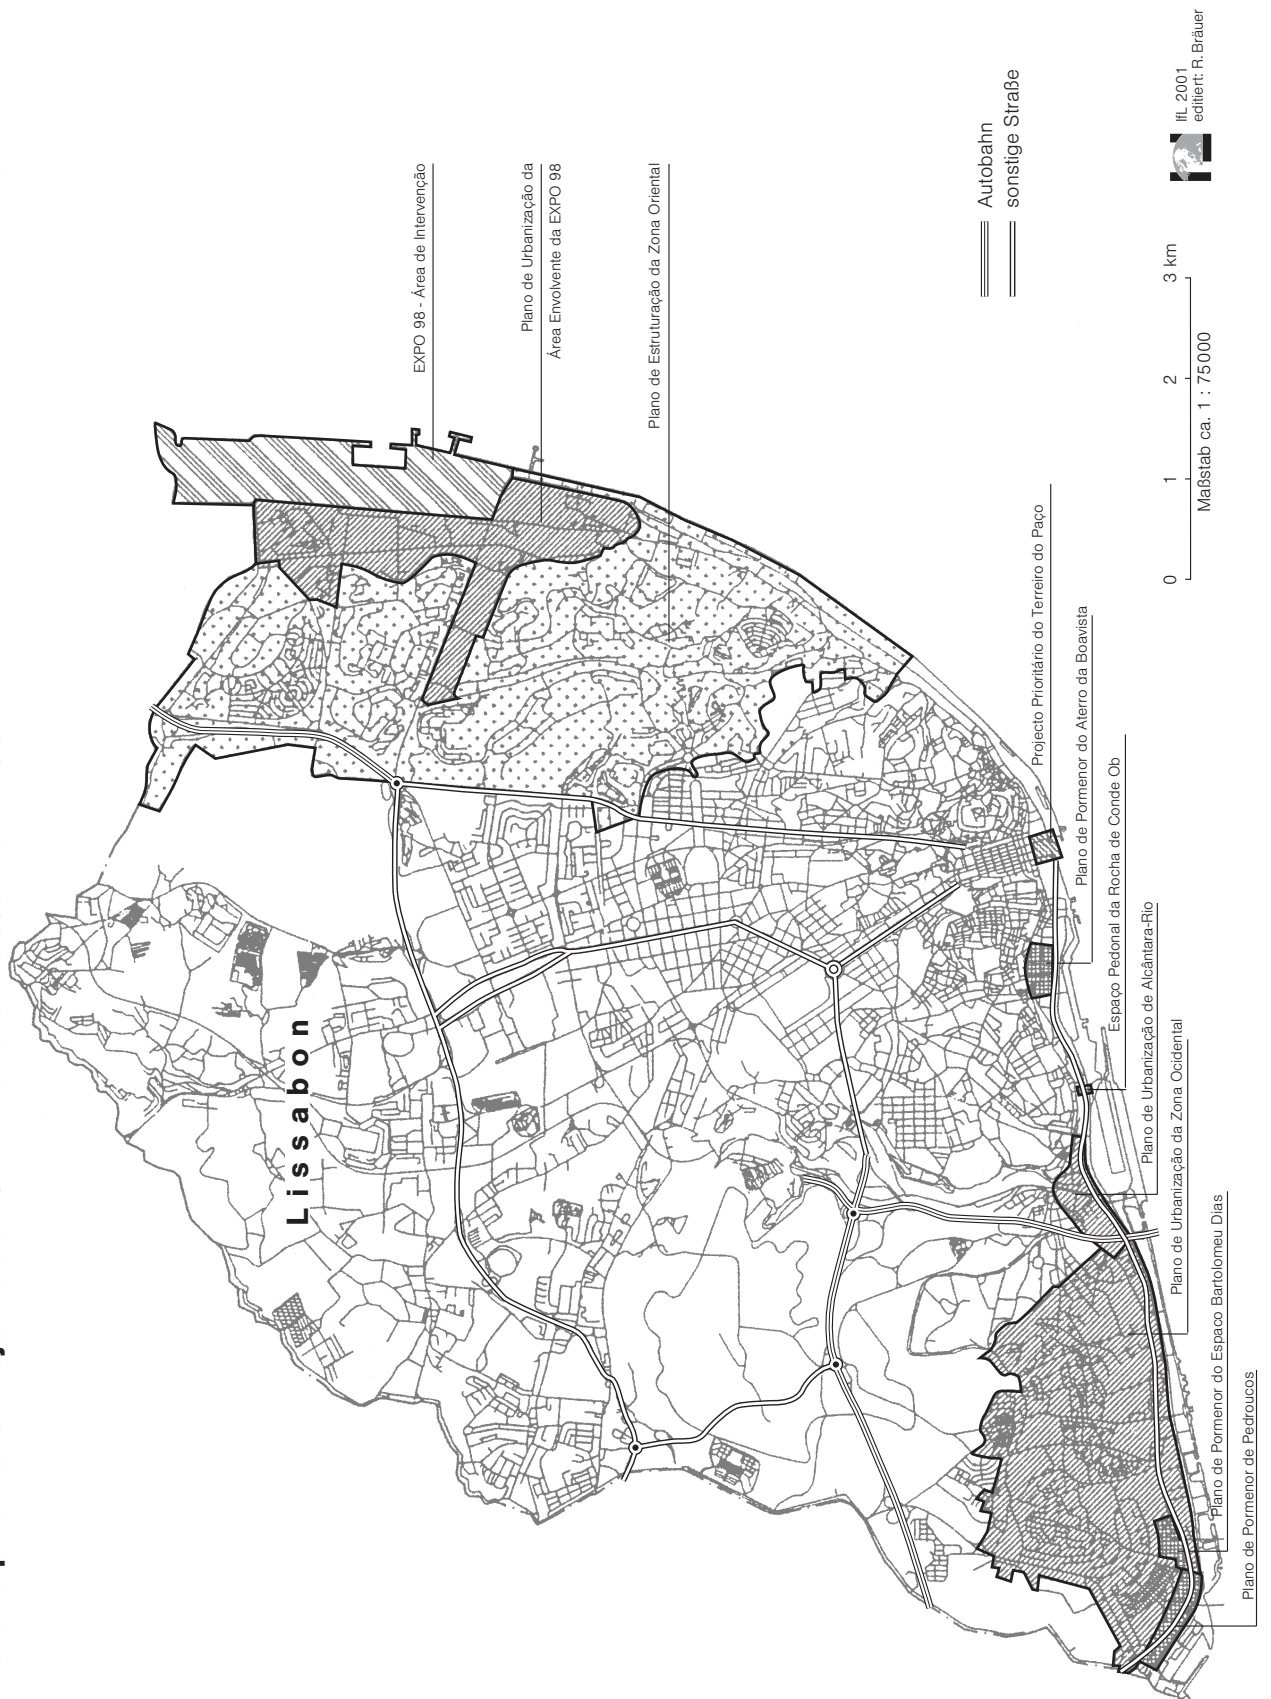 Lissabon
EXPO 98 - Área de Intervenção
Plano de Urbanização da
Área Envolvente da EXPO 98
Plano de Estruturação da Zona Oriental
Projecto Prioritário do Terreiro do Paço
Plano de Pormenor do Aterro da Boavista
Espaço Pedonal da Rocha de Conde Ob
Plano de Urbanização de Alcântara-Rio
Plano de Urbanização da Zona Ocidental
Plano de Pormenor do Espaco Bartolomeu Dias
Plano de Pormenor de Pedroucos
Autobahn
sonstige Straße
0 1 2 3 km
Maßstab ca. 1 : 75000
IfL 2001
editiert: R. Bräuer